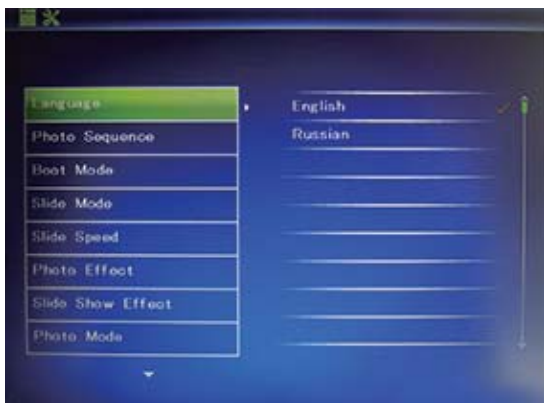 Language
English
Photo Sequence
Russian
Boot Mode
Slide Mode
Slide Speed
Photo Effect
Slide Show Effect
Photo Mode